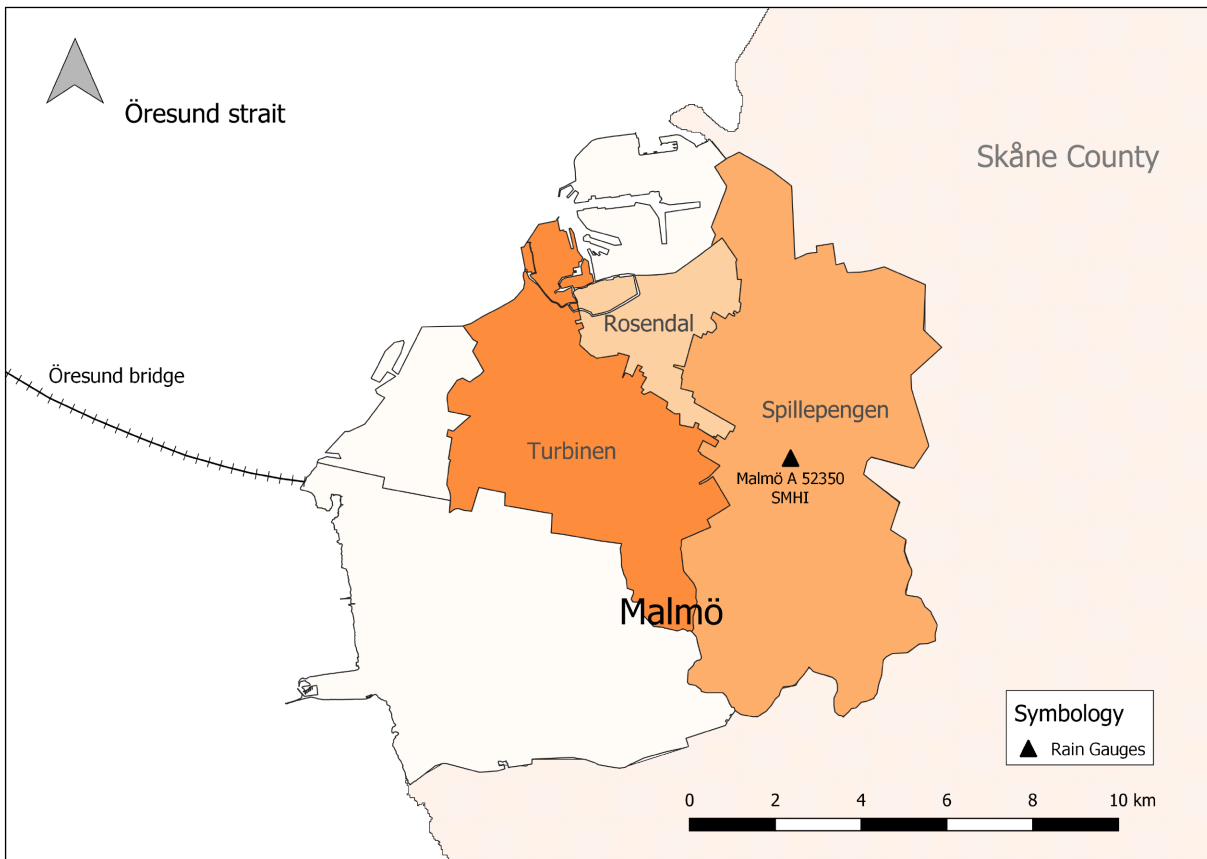 Öresund strait
Skåne County
Rosendal
Öresund bridge
Spillepengen
Turbinen
Malmö A 52350
SMHI
Malmö
Symbology
Rain Gauges
0 2 4 6 8 10 km